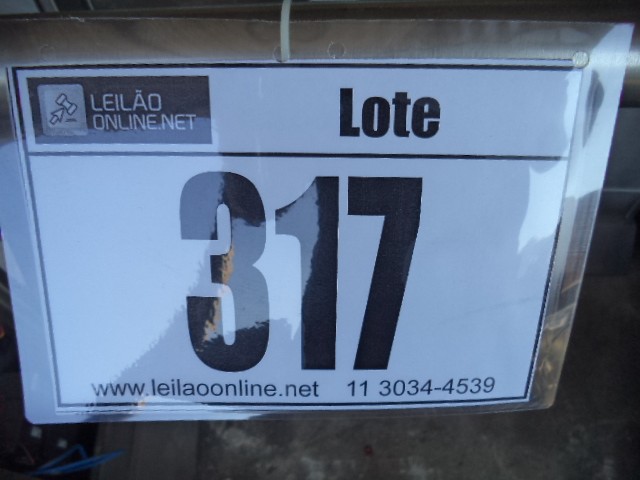 LEILÃO
ONLINE.NET
Lote
317
www.leilaoonline.net 11 3034-4539